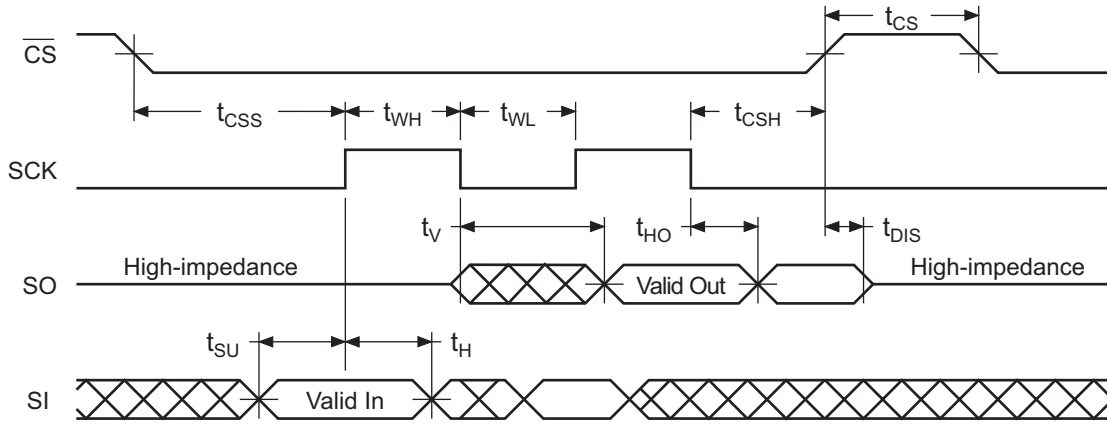 C̅S̅ tCS
tCSS tWH tWL tCSH
SCK
tV tHO tDIS
High-impedance High-impedance
SO Valid Out
tSU tH
SI Valid In